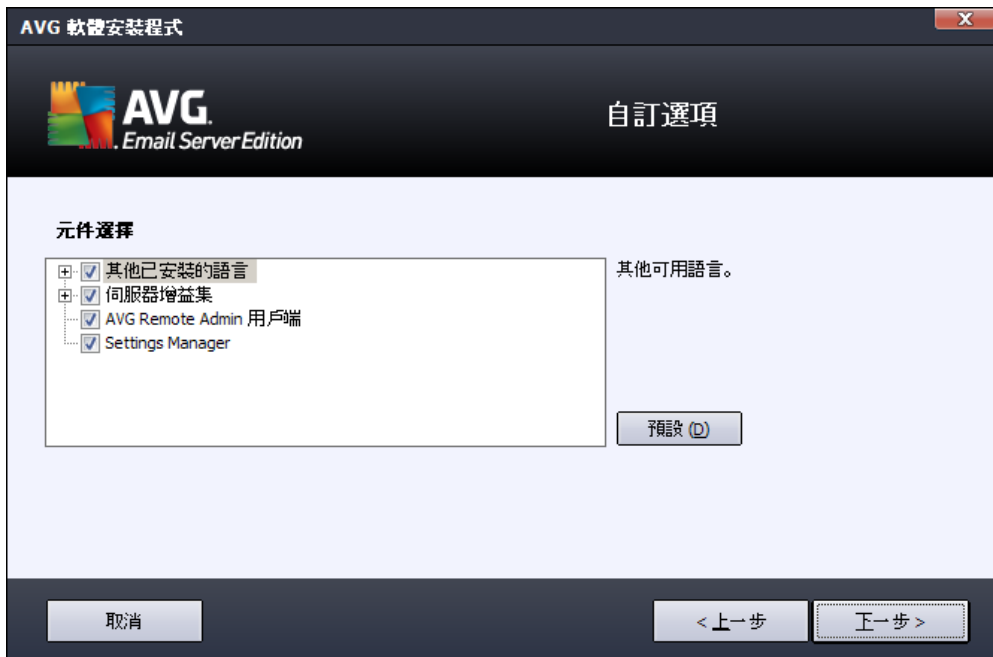 AVG 軟體安裝程式
AVG.
Email Server Edition
自訂選項
元件選擇
其他已安裝的語言
伺服器增益集
AVG Remote Admin 用戶端
Settings Manager
其他可用語言。
預設 (D)
取消
< 上一步
下一步 >